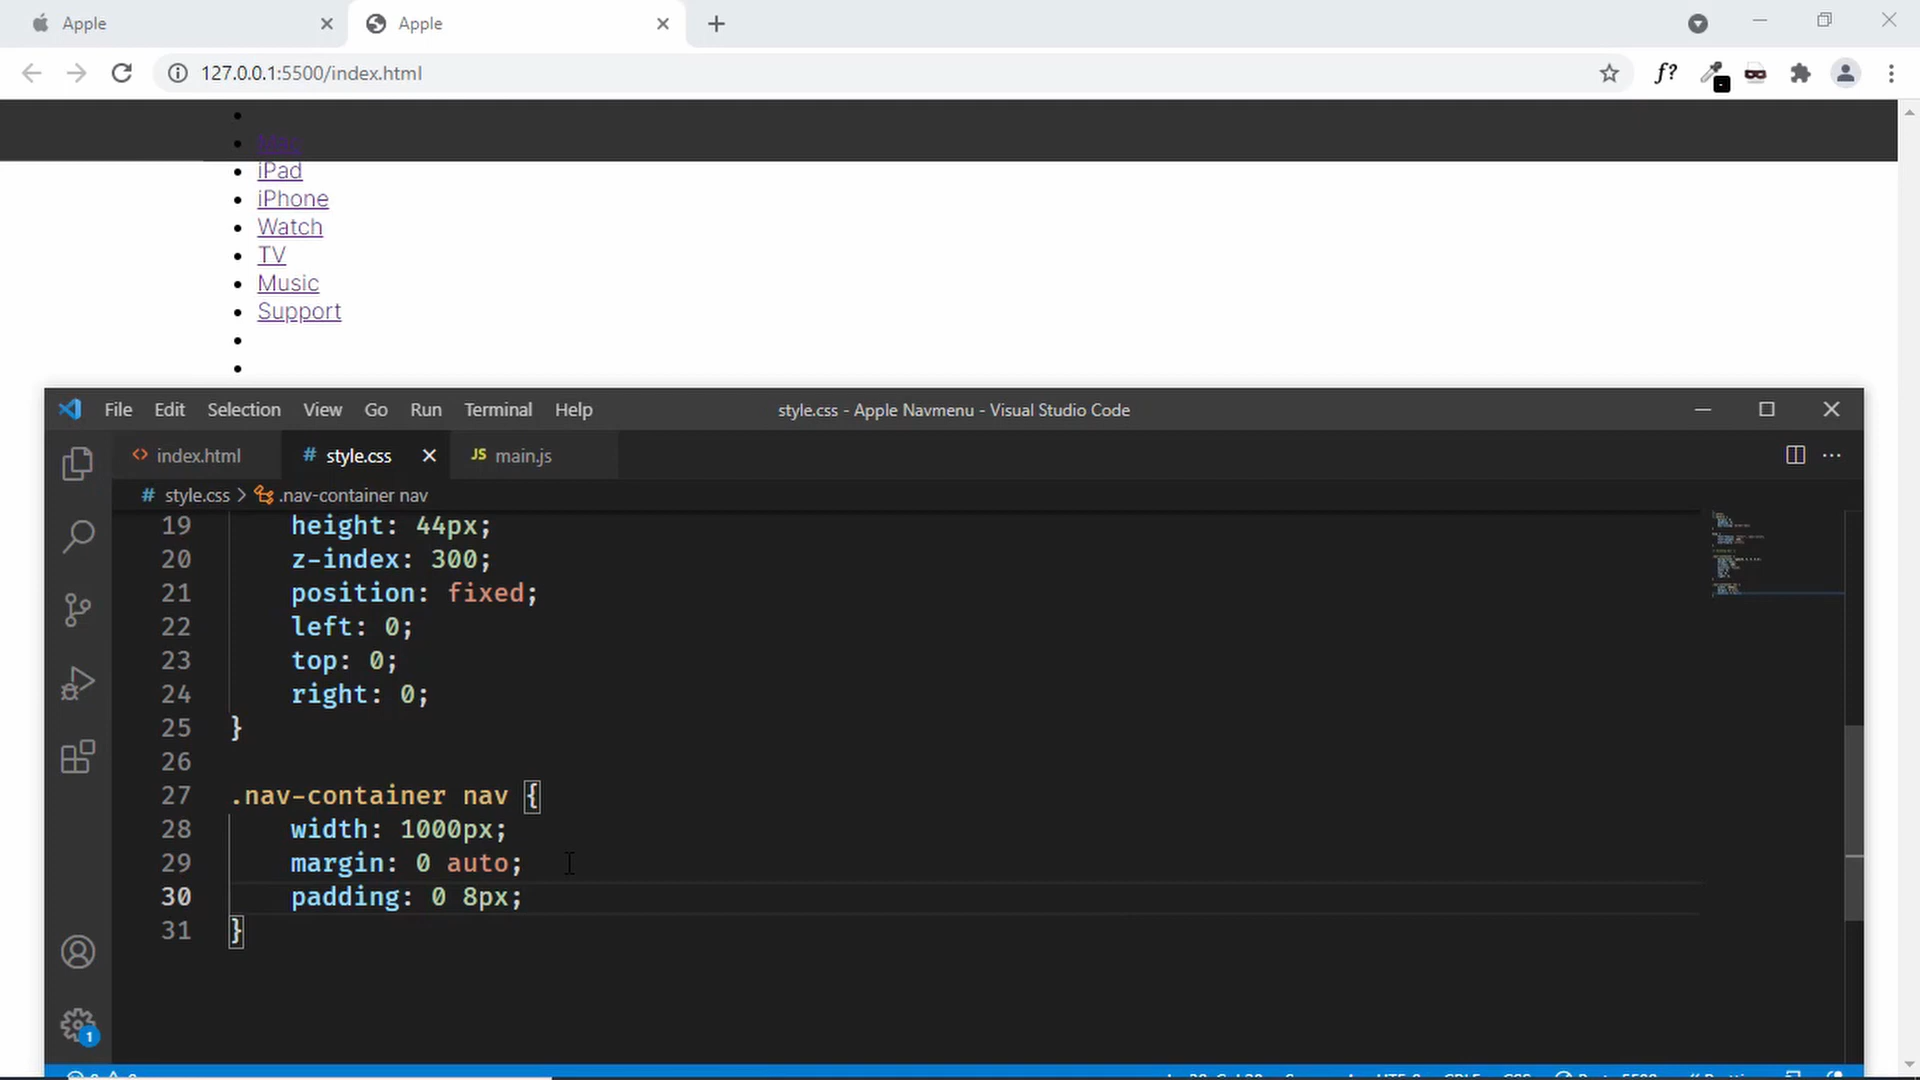 Apple
Apple
127.0.0.1:5500/index.html
f?
Mac
iPad
iPhone
Watch
TV
Music
Support
File Edit Selection View Go Run Terminal Help
style.css - Apple Navmenu - Visual Studio Code
<> index.html
# style.css
JS main.js
# style.css > .nav-container nav
19 height: 44px;
20 z-index: 300;
21 position: fixed;
22 left: 0;
23 top: 0;
24 right: 0;
25 }
26
27 .nav-container nav {
28 width: 1000px;
29 margin: 0 auto;
30 padding: 0 8px;
31 }
1